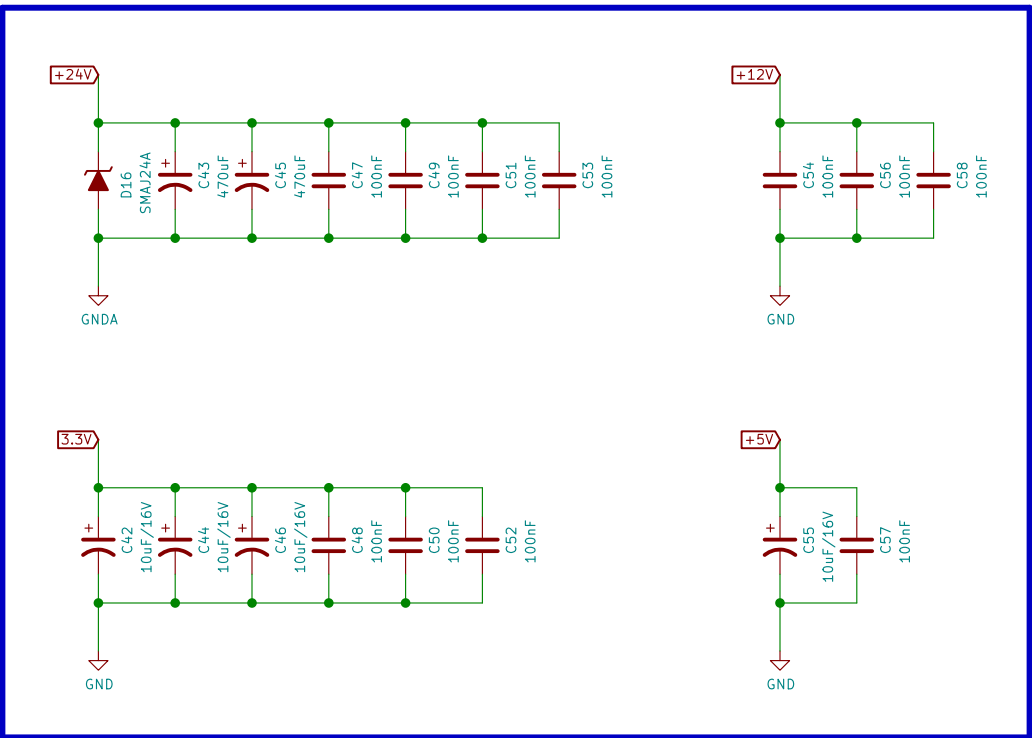 +24V
D16
SMAJ24A
+
C43
470uF
+
C45
470uF
C47
100nF
C49
100nF
C51
100nF
C53
100nF
GNDA
+12V
C54
100nF
C56
100nF
C58
100nF
GND
3.3V
+
C42
10uF/16V
+
C44
10uF/16V
+
C46
10uF/16V
C48
100nF
C50
100nF
C52
100nF
GND
+5V
+
C55
10uF/16V
C57
100nF
GND